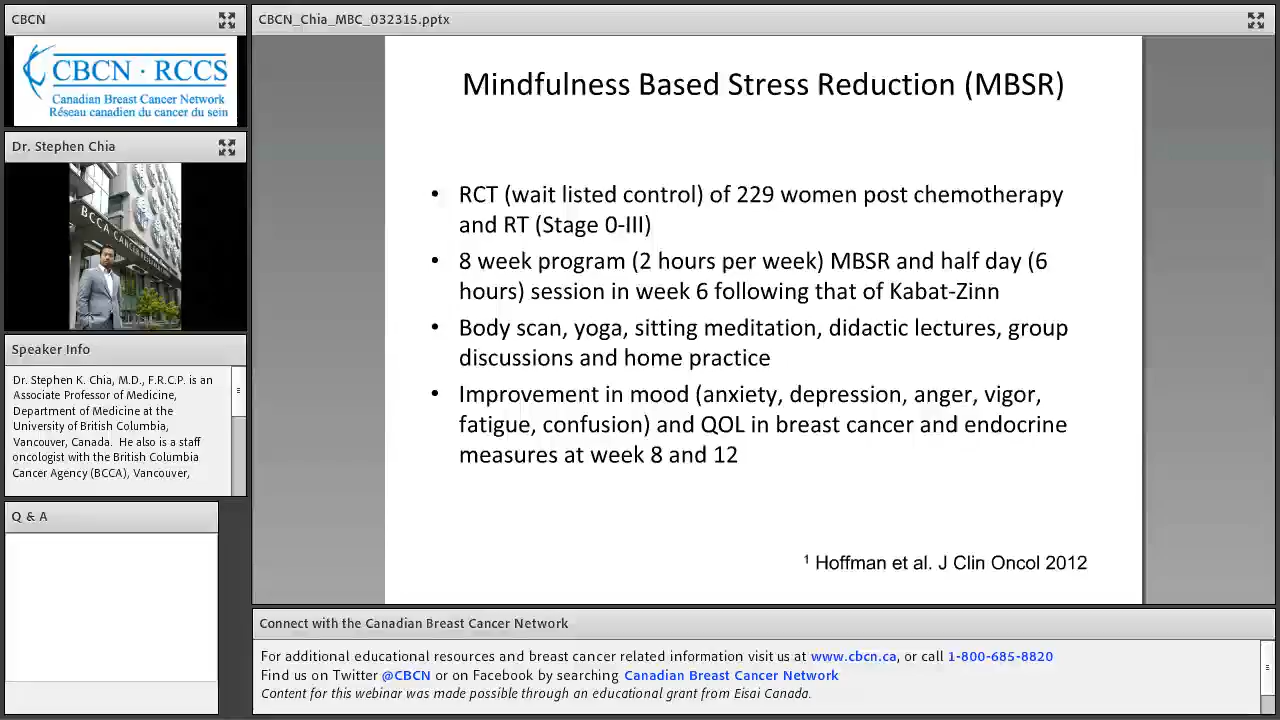 CBCN
CBCN · RCCS
Canadian Breast Cancer Network
Réseau canadien du cancer du sein
Dr. Stephen Chia
BCCA CANCER
Speaker Info
Dr. Stephen K. Chia, M.D., F.R.C.P. is an
Associate Professor of Medicine,
Department of Medicine at the
University of British Columbia,
Vancouver, Canada. He also is a staff
oncologist with the British Columbia
Cancer Agency (BCCA), Vancouver,
Q & A
CBCN_Chia_MBC_032315.pptx
Mindfulness Based Stress Reduction (MBSR)
• RCT (wait listed control) of 229 women post chemotherapy
and RT (Stage 0-III)
• 8 week program (2 hours per week) MBSR and half day (6
hours) session in week 6 following that of Kabat-Zinn
• Body scan, yoga, sitting meditation, didactic lectures, group
discussions and home practice
• Improvement in mood (anxiety, depression, anger, vigor,
fatigue, confusion) and QOL in breast cancer and endocrine
measures at week 8 and 12
¹ Hoffman et al. J Clin Oncol 2012
Connect with the Canadian Breast Cancer Network
For additional educational resources and breast cancer related information visit us at www.cbcn.ca, or call 1-800-685-8820
Find us on Twitter @CBCN or on Facebook by searching Canadian Breast Cancer Network
Content for this webinar was made possible through an educational grant from Eisai Canada.